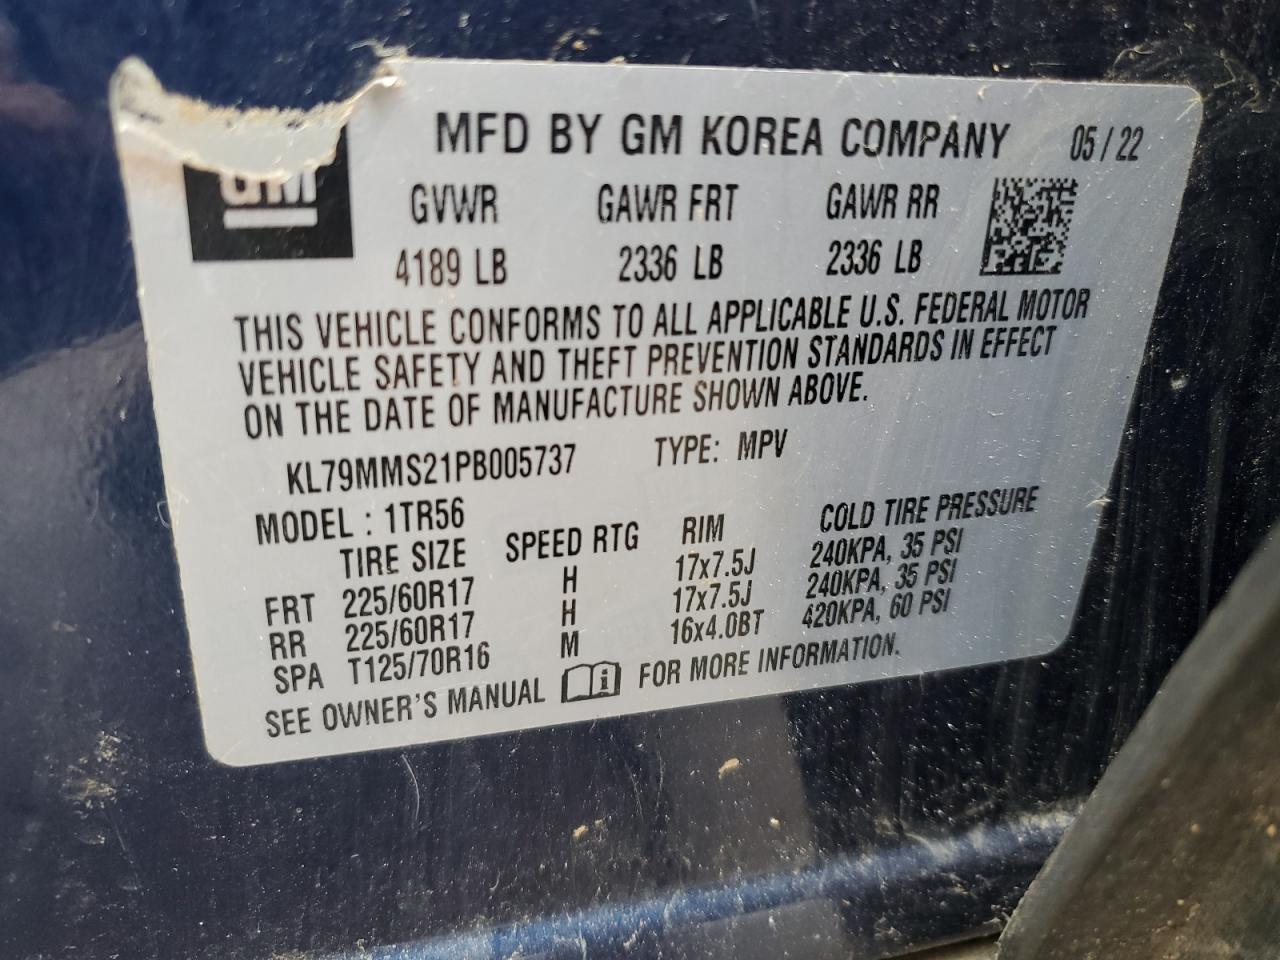 GM
MFD BY GM KOREA COMPANY 05/22
GVWR GAWR FRT GAWR RR
4189 LB 2336 LB 2336 LB
THIS VEHICLE CONFORMS TO ALL APPLICABLE U.S. FEDERAL MOTOR
VEHICLE SAFETY AND THEFT PREVENTION STANDARDS IN EFFECT
ON THE DATE OF MANUFACTURE SHOWN ABOVE.
KL79MMS21PB005737 TYPE: MPV
MODEL : 1TR56
TIRE SIZE SPEED RTG RIM COLD TIRE PRESSURE
FRT 225/60R17 H 17x7.5J 240KPA, 35 PSI
RR 225/60R17 H 17x7.5J 240KPA, 35 PSI
SPA T125/70R16 M 16x4.0BT 420KPA, 60 PSI
SEE OWNER'S MANUAL FOR MORE INFORMATION.